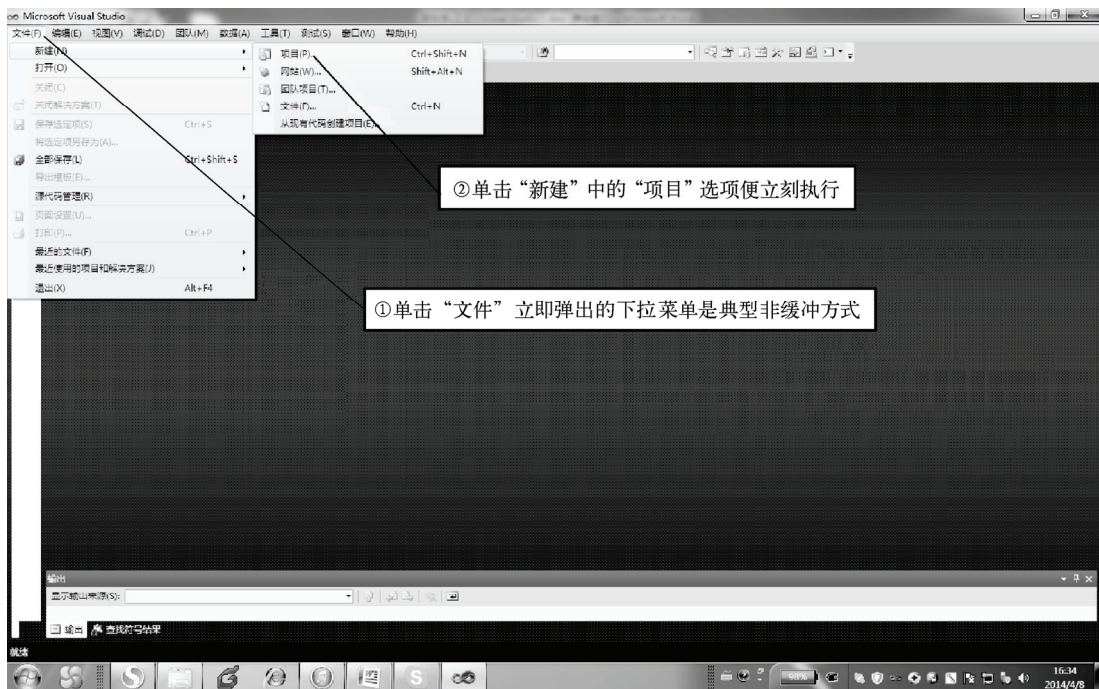 Microsoft Visual Studio
文件(F) 编辑(E) 视图(V) 调试(D) 团队(M) 数据(A) 工具(T) 测试(S) 窗口(W) 帮助(H)
新建(N)
打开(O)
关闭(C)
关闭解决方案(T)
保存选定项(S) Ctrl+S
将选定项另存为(A)...
全部保存(L) Ctrl+Shift+S
导出模板(E)...
源代码管理(R)
页面设置(U)...
打印(P)... Ctrl+P
最近的文件(F)
最近使用的项目和解决方案(J)
退出(X) Alt+F4
项目(P)... Ctrl+Shift+N
网站(W)... Shift+Alt+N
团队项目(T)...
文件(F)... Ctrl+N
从现有代码创建项目(E)...
②单击“新建”中的“项目”选项便立刻执行
①单击“文件”立即弹出的下拉菜单是典型非缓冲方式
输出
显示输出来源(S):
输出 查找符号结果
就绪
98%
16:34
2014/4/8